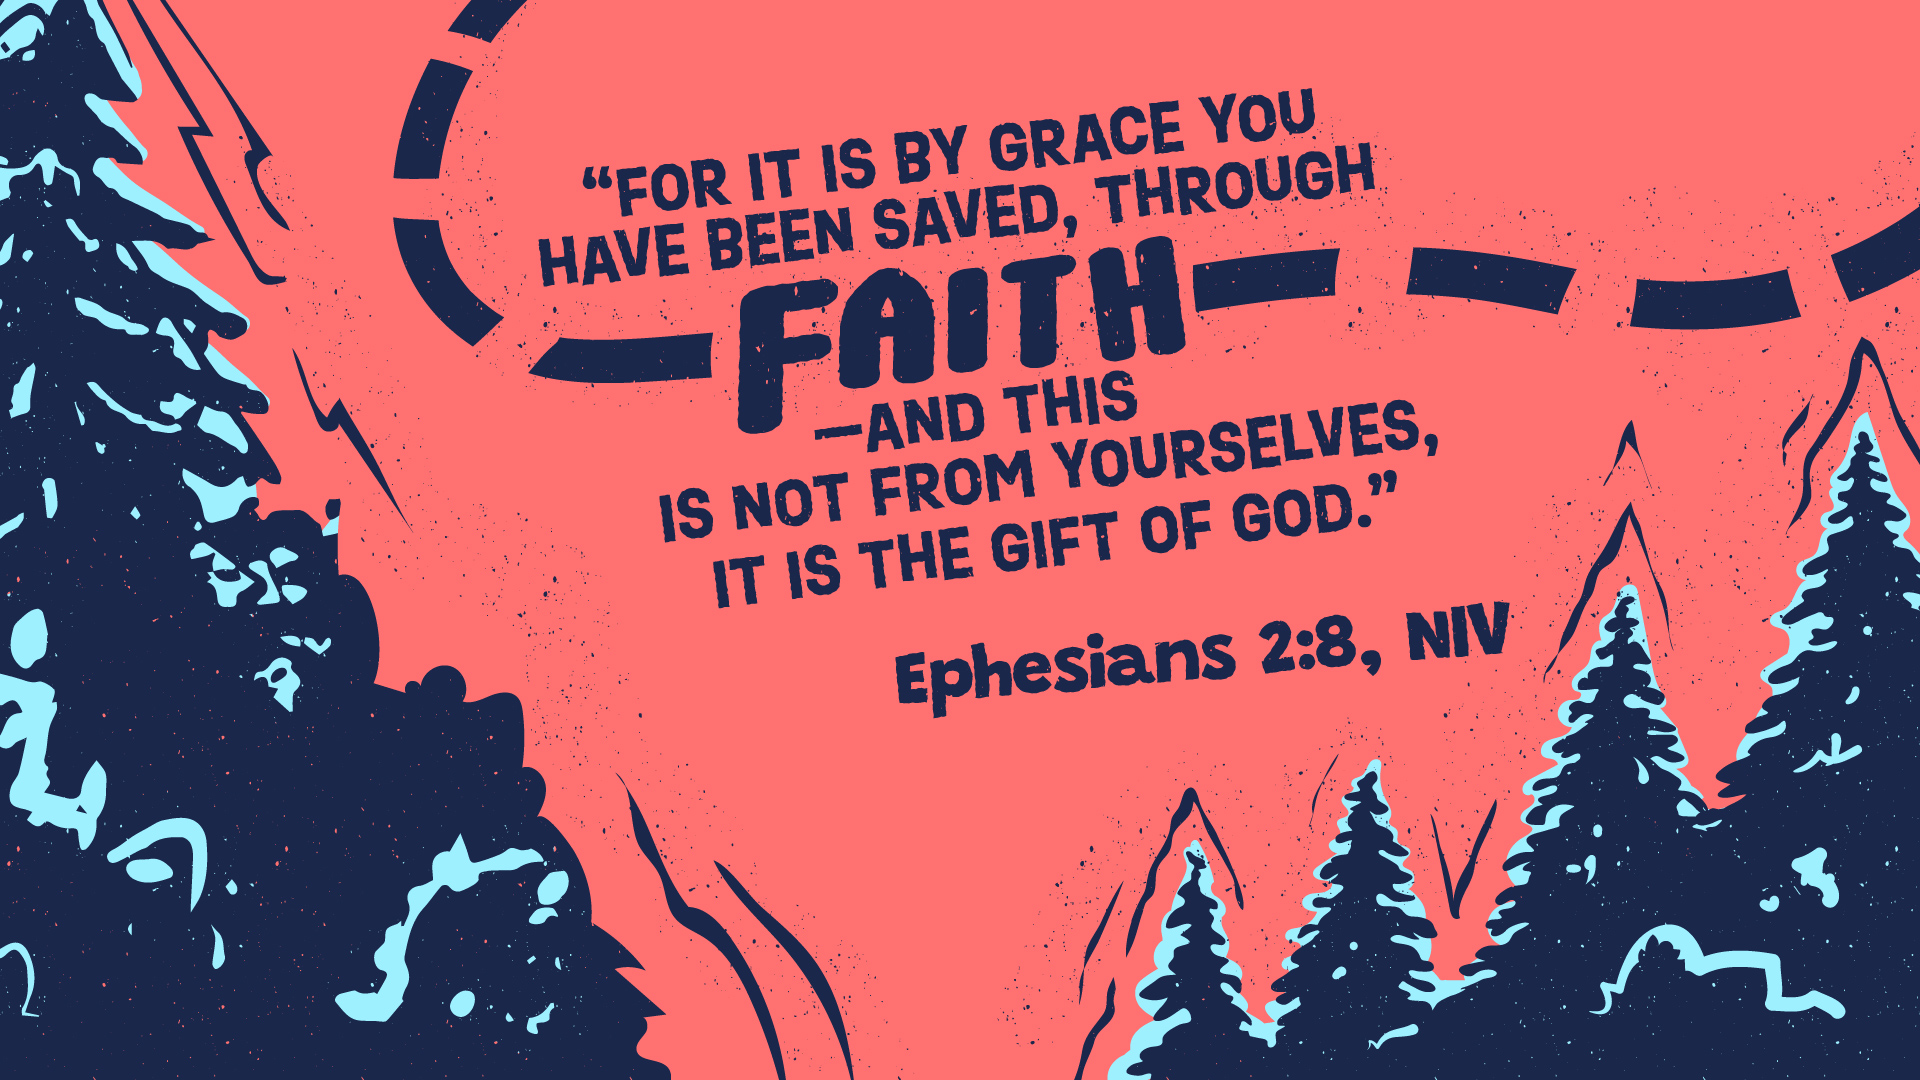 “FOR IT IS BY GRACE YOU
HAVE BEEN SAVED, THROUGH
FAITH
—AND THIS
IS NOT FROM YOURSELVES,
IT IS THE GIFT OF GOD.”
Ephesians 2:8, NIV